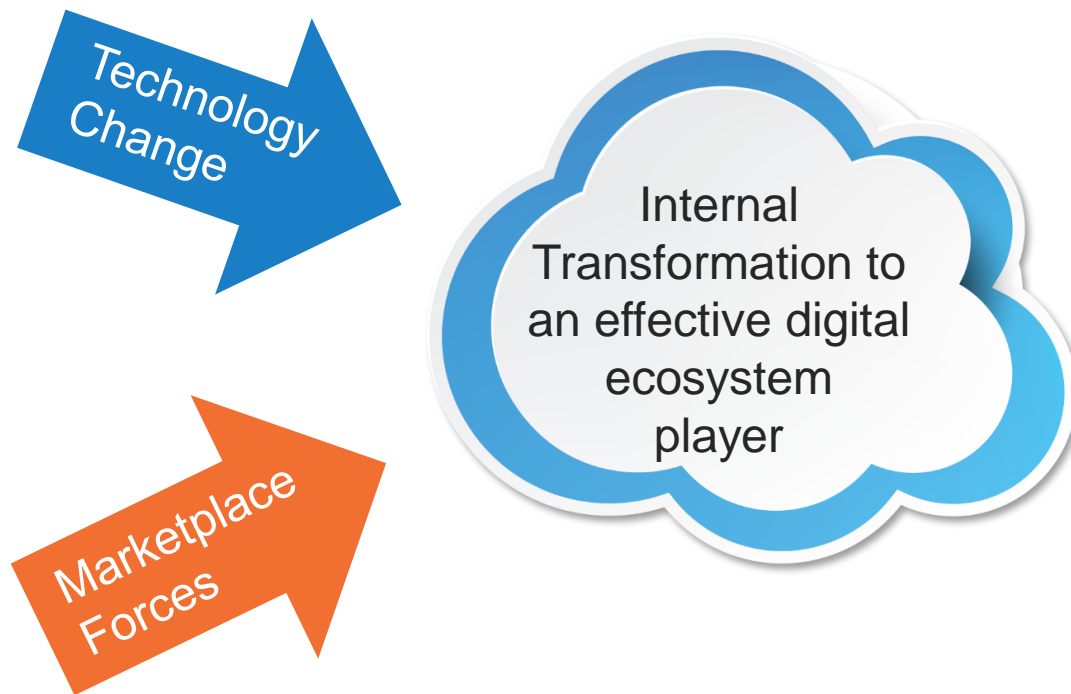 Technology
Change
Internal
Transformation to
an effective digital
ecosystem
player
Marketplace
Forces